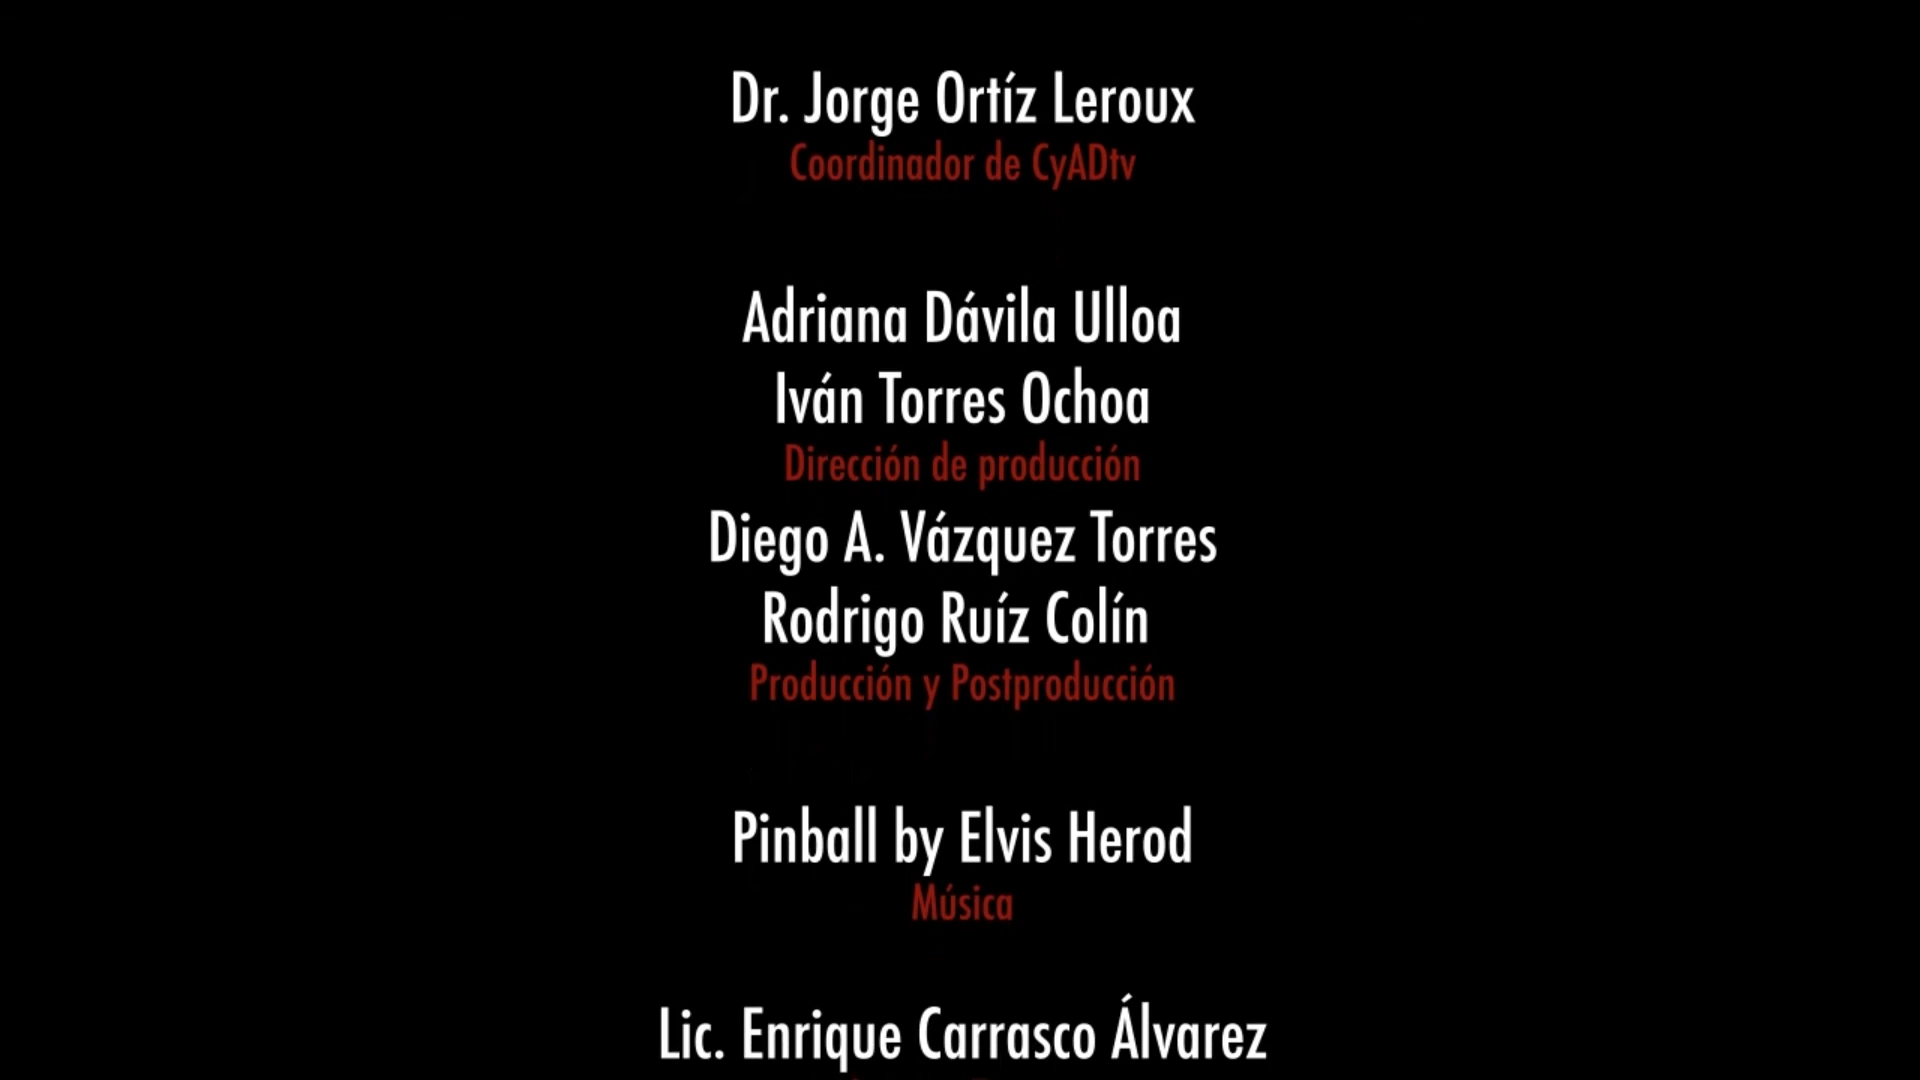 Dr. Jorge Ortíz Leroux
Coordinador de CyADtv
Adriana Dávila Ulloa
Iván Torres Ochoa
Dirección de producción
Diego A. Vázquez Torres
Rodrigo Ruíz Colín
Producción y Postproducción
Pinball by Elvis Herod
Música
Lic. Enrique Carrasco Álvarez